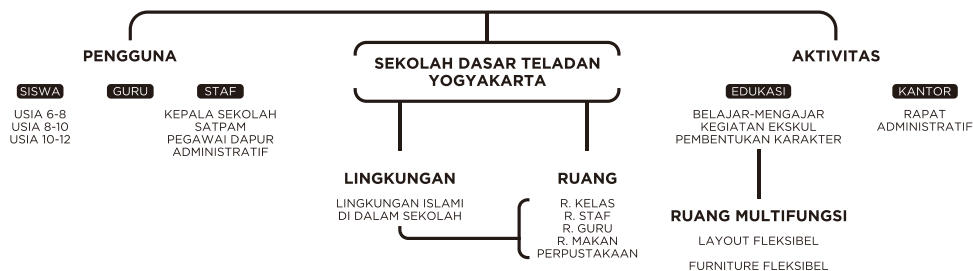 PENGGUNA
SISWA
USIA 6-8
USIA 8-10
USIA 10-12
GURU
STAF
KEPALA SEKOLAH
SATPAM
PEGAWAI DAPUR
ADMINISTRATIF
SEKOLAH DASAR TELADAN
YOGYAKARTA
LINGKUNGAN
LINGKUNGAN ISLAMI
DI DALAM SEKOLAH
RUANG
R. KELAS
R. STAF
R. GURU
R. MAKAN
PERPUSTAKAAN
AKTIVITAS
EDUKASI
BELAJAR-MENGAJAR
KEGIATAN EKSKUL
PEMBENTUKAN KARAKTER
KANTOR
RAPAT
ADMINISTRATIF
RUANG MULTIFUNGSI
LAYOUT FLEKSIBEL
FURNITURE FLEKSIBEL